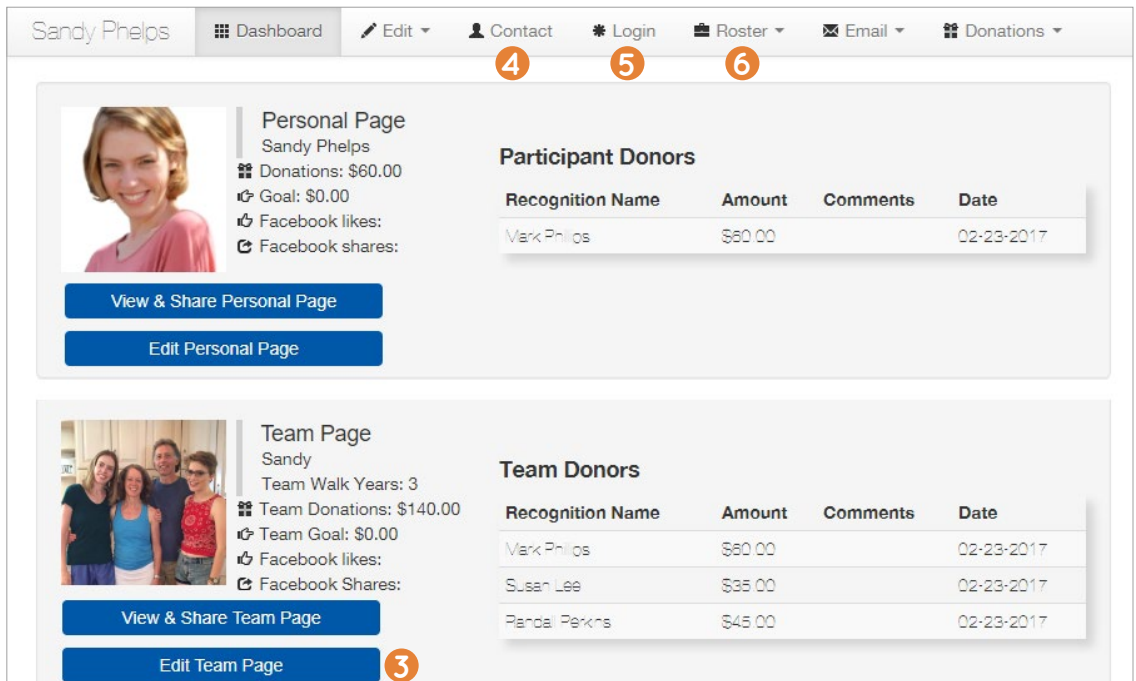 Sandy Phelps Dashboard Edit Contact Login Roster Email Donations
4 5 6
Personal Page
Sandy Phelps
Donations: $60.00
Goal: $0.00
Facebook likes:
Facebook shares:
View & Share Personal Page
Edit Personal Page
Participant Donors
Recognition Name Amount Comments Date
Mark Philips $60.00 02-23-2017
Team Page
Sandy
Team Walk Years: 3
Team Donations: $140.00
Team Goal: $0.00
Facebook likes:
Facebook Shares:
View & Share Team Page
Edit Team Page 3
Team Donors
Recognition Name Amount Comments Date
Mark Philips $60.00 02-23-2017
Susan Lee $35.00 02-23-2017
Randal Perkins $45.00 02-23-2017